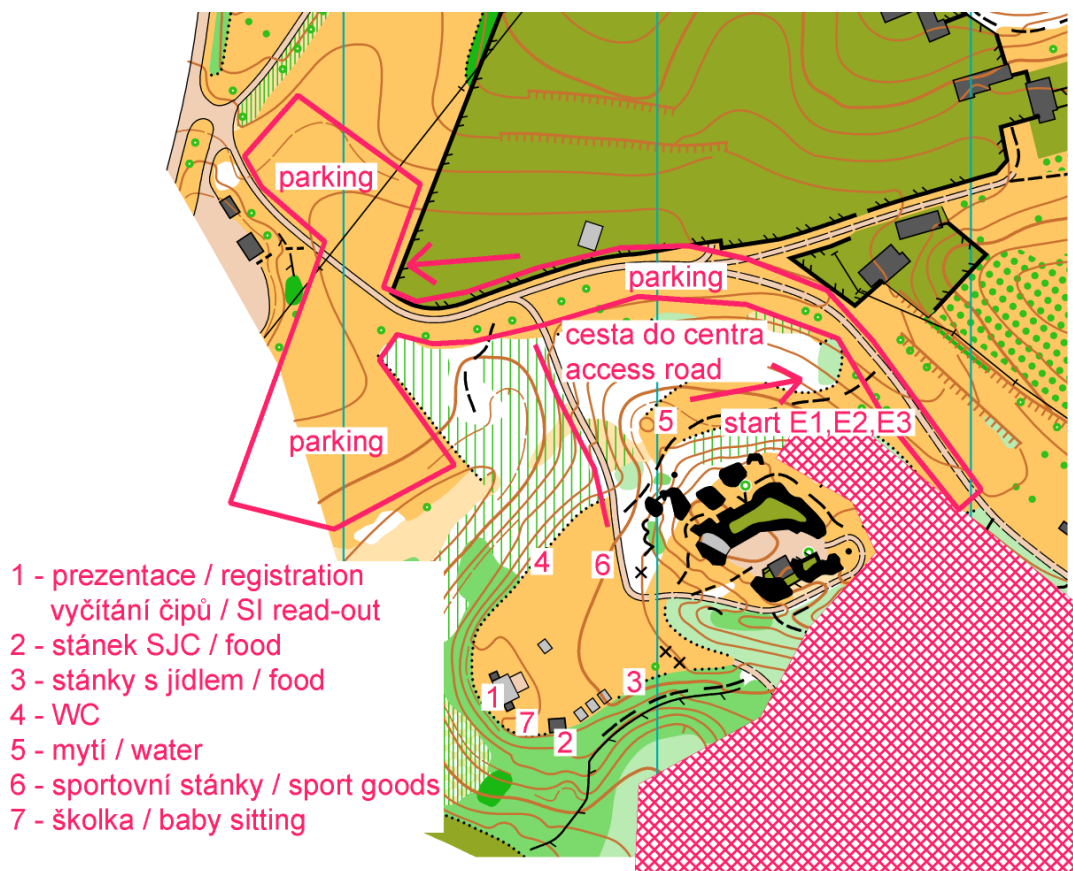 parking
parking
cesta do centra
access road
5
start E1,E2,E3
parking
4
6
1 - prezentace / registration
vyčítání čipů / SI read-out
2 - stánek SJC / food
3 - stánky s jídlem / food
4 - WC
5 - mytí / water
6 - sportovní stánky / sport goods
7 - školka / baby sitting
3
1
7
2